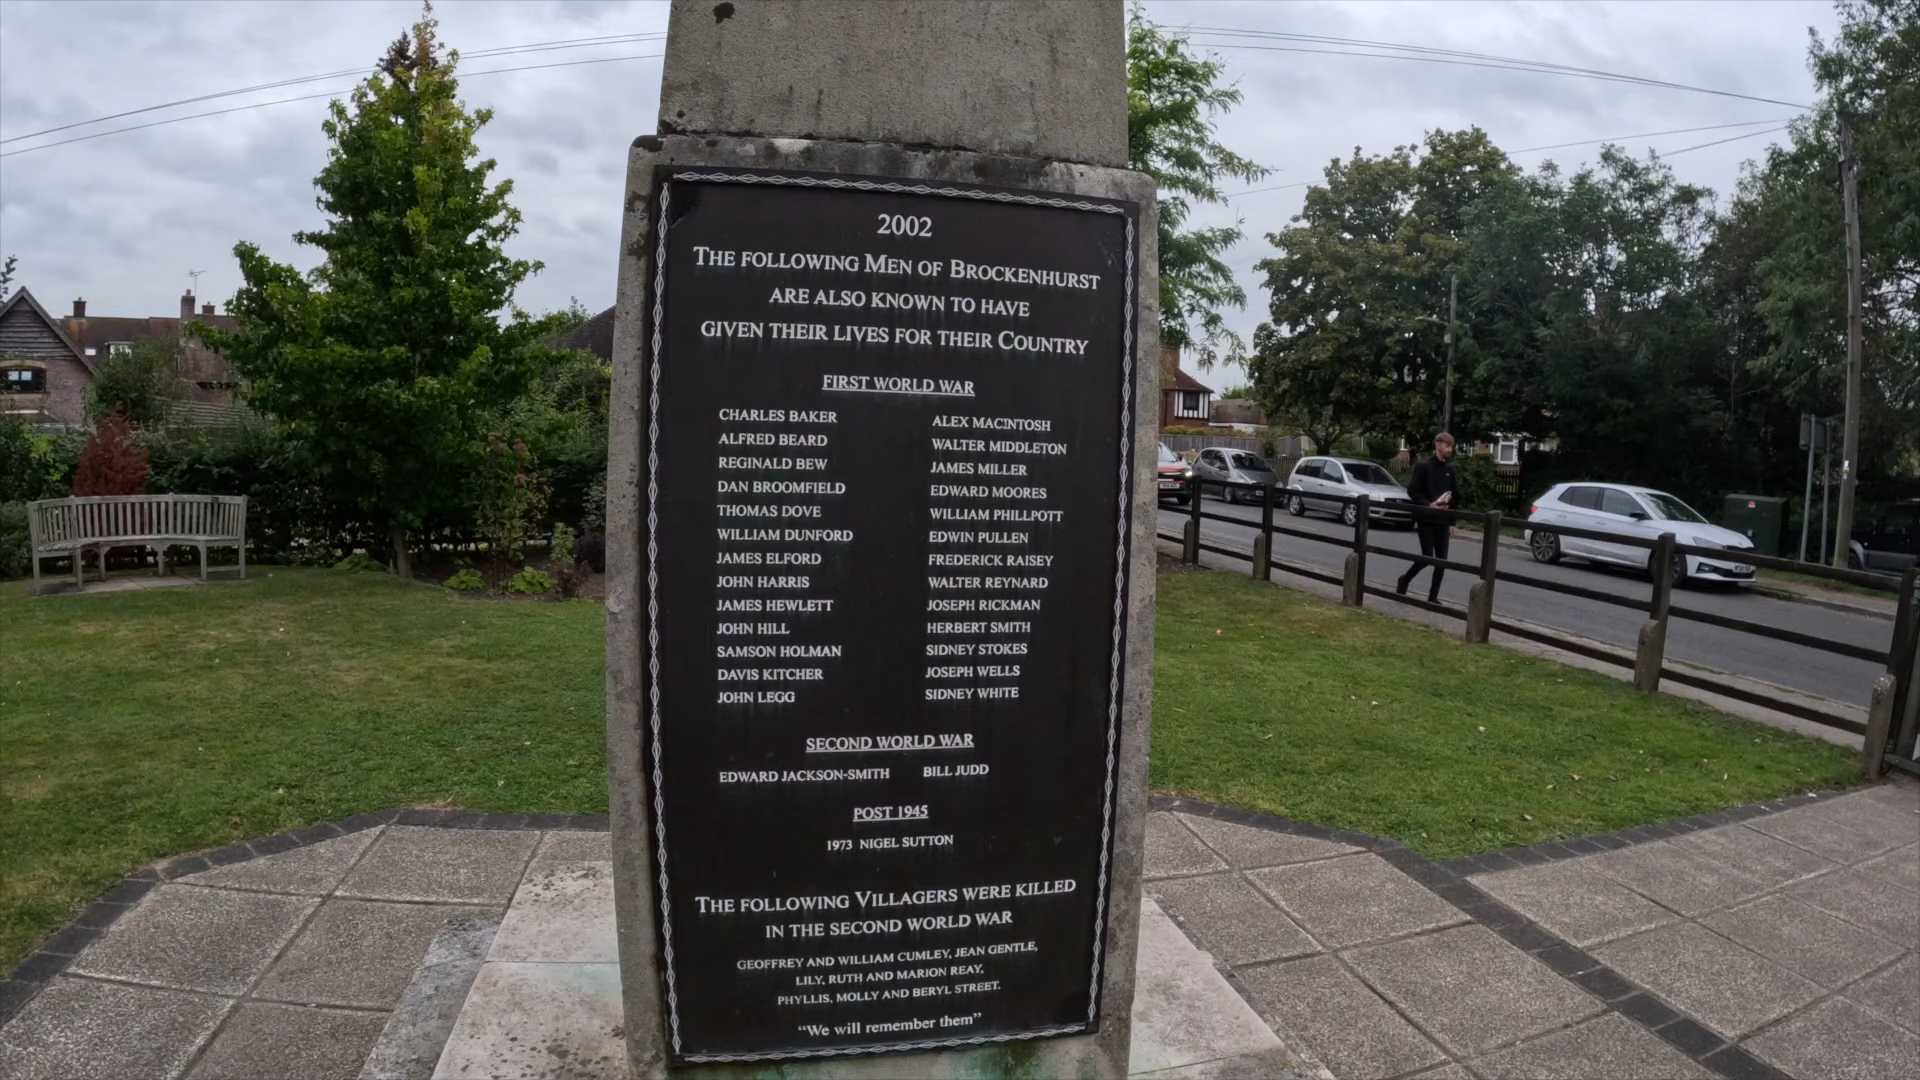 2002
THE FOLLOWING MEN OF BROCKENHURST
ARE ALSO KNOWN TO HAVE
GIVEN THEIR LIVES FOR THEIR COUNTRY
FIRST WORLD WAR
CHARLES BAKER
ALFRED BEARD
REGINALD BEW
DAN BROOMFIELD
THOMAS DOVE
WILLIAM DUNFORD
JAMES ELFORD
JOHN HARRIS
JAMES HEWLETT
JOHN HILL
SAMSON HOLMAN
DAVIS KITCHER
JOHN LEGG
ALEX MACINTOSH
WALTER MIDDLETON
JAMES MILLER
EDWARD MOORES
WILLIAM PHILLPOTT
EDWIN PULLEN
FREDERICK RAISEY
WALTER REYNARD
JOSEPH RICKMAN
HERBERT SMITH
SIDNEY STOKES
JOSEPH WELLS
SIDNEY WHITE
SECOND WORLD WAR
EDWARD JACKSON-SMITH BILL JUDD
POST 1945
1973 NIGEL SUTTON
THE FOLLOWING VILLAGERS WERE KILLED
IN THE SECOND WORLD WAR
GEOFFREY AND WILLIAM CUMLEY, JEAN GENTLE,
LILY, RUTH AND MARION REAY,
PHYLLIS, MOLLY AND BERYL STREET.
"We will remember them"